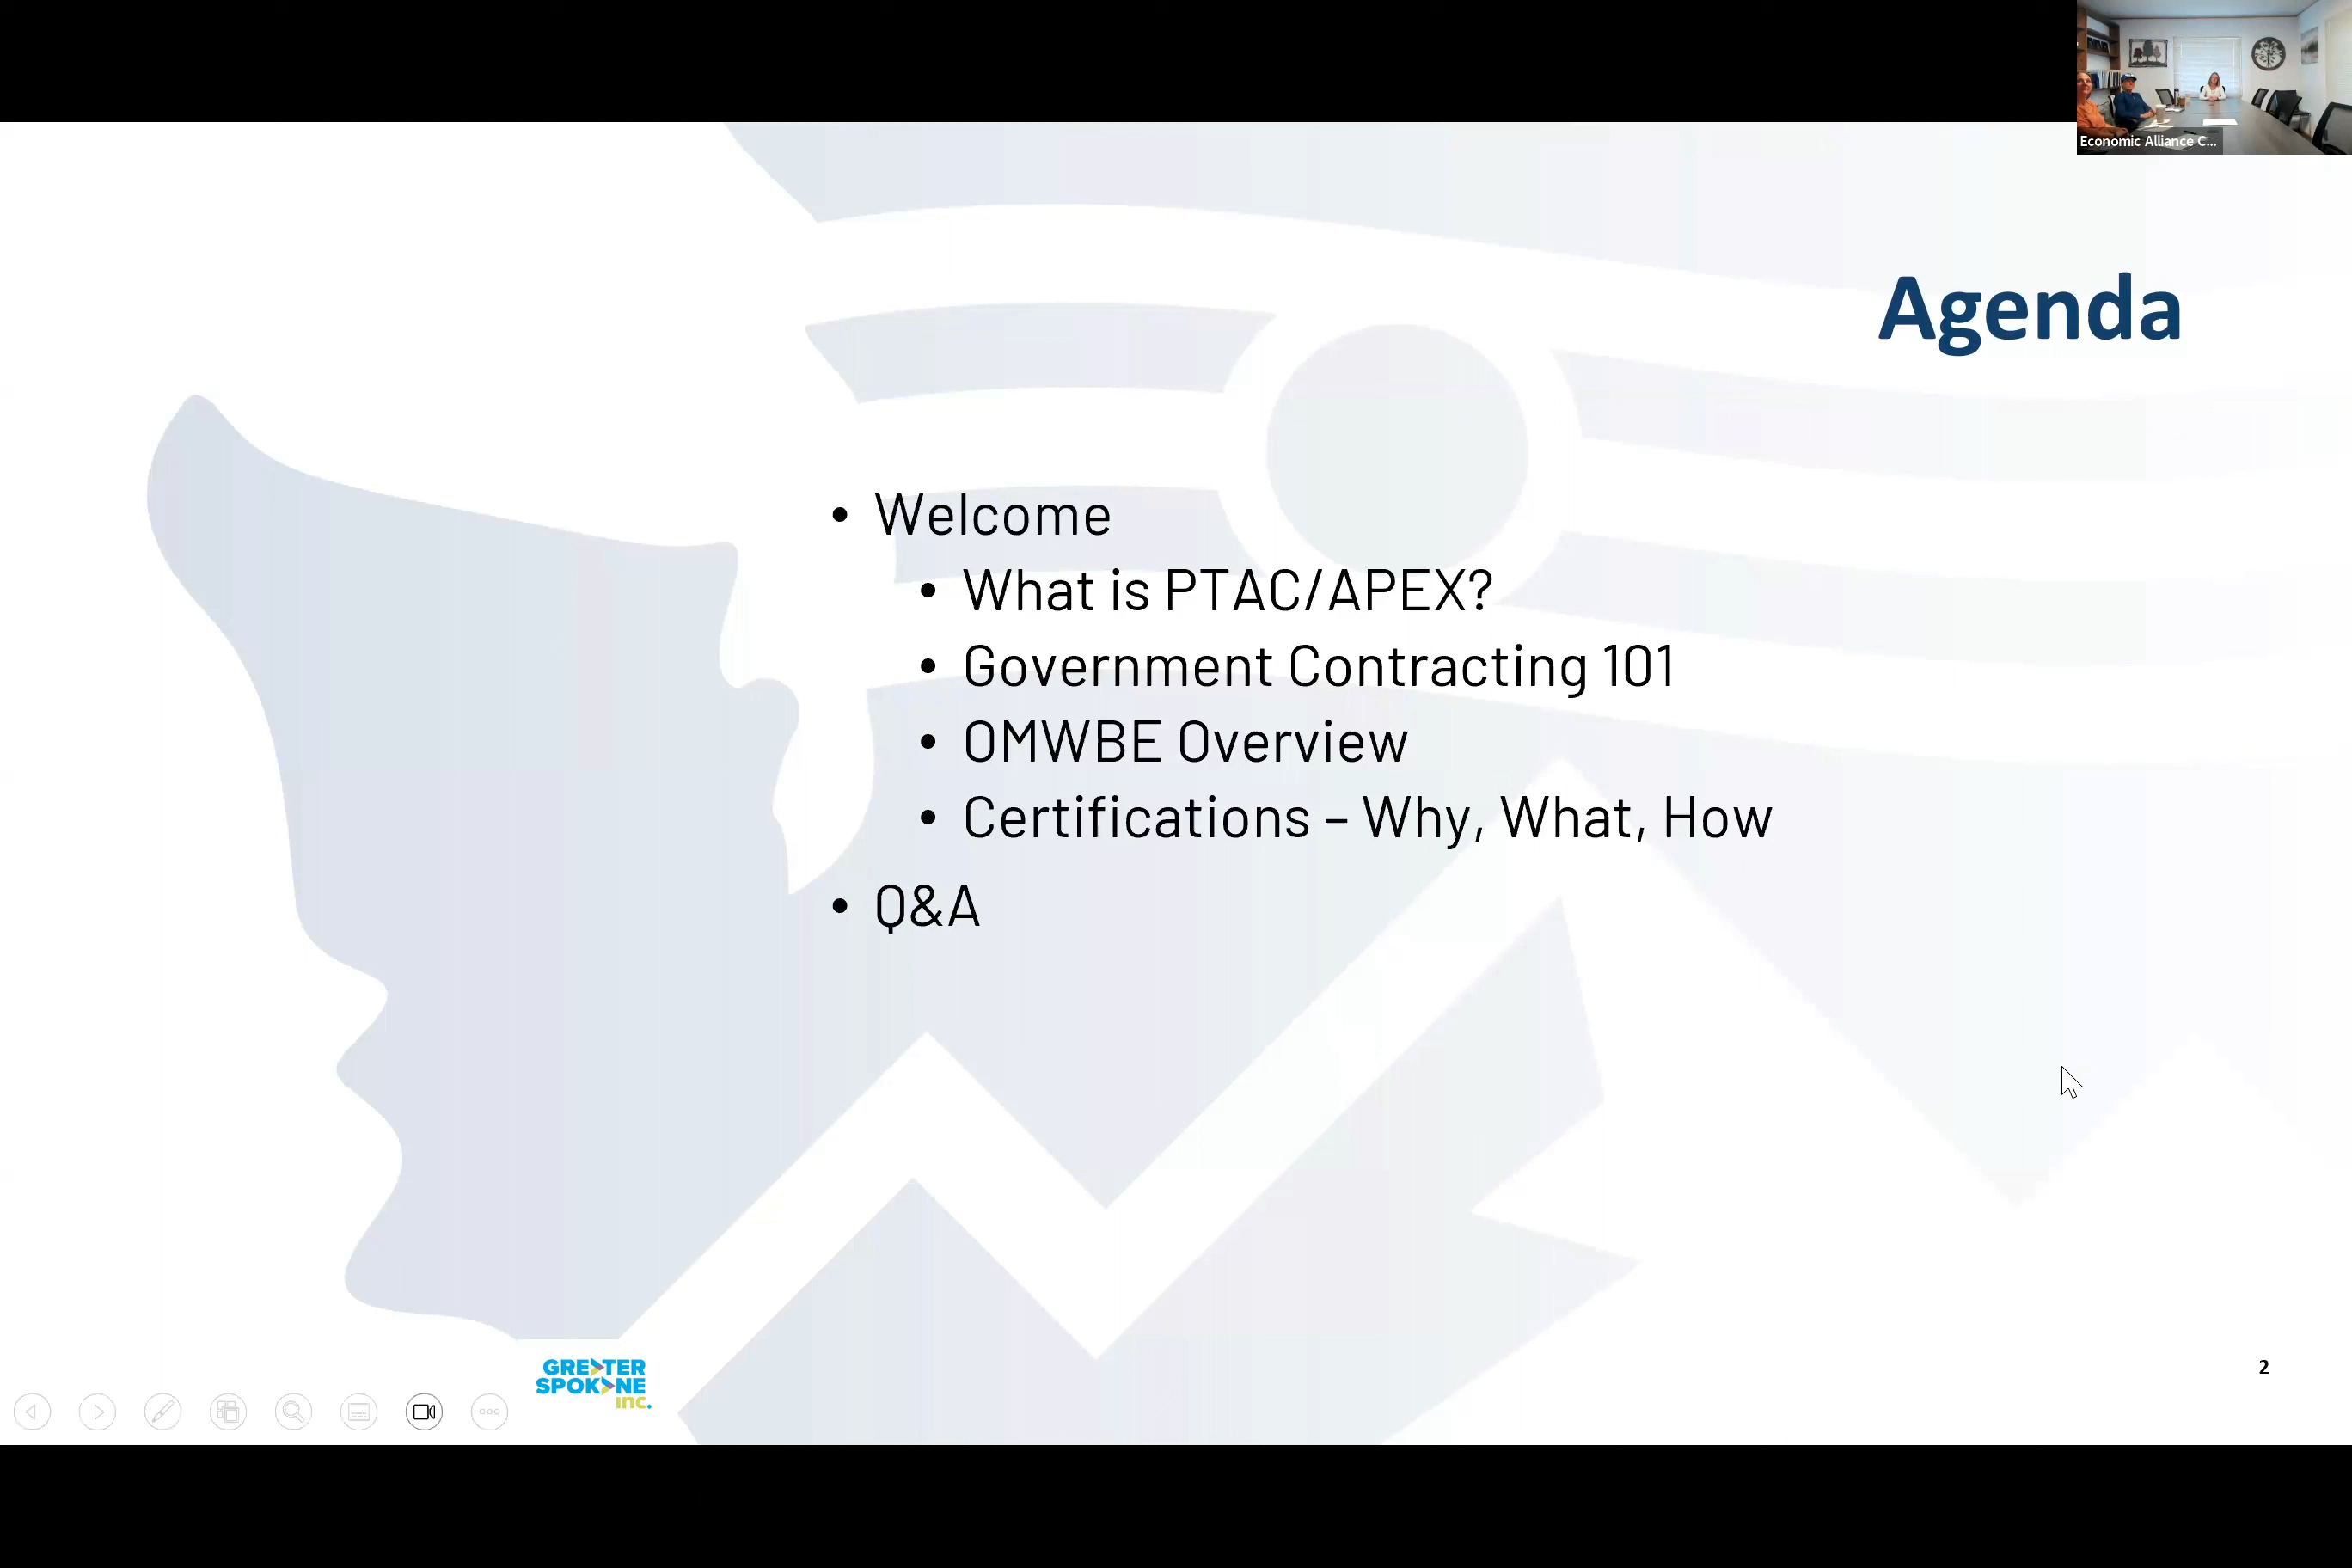 Economic Alliance C...
Agenda
• Welcome
• What is PTAC/APEX?
• Government Contracting 101
• OMWBE Overview
• Certifications – Why, What, How
• Q&A
GREATER
SPOKANE
inc.
2